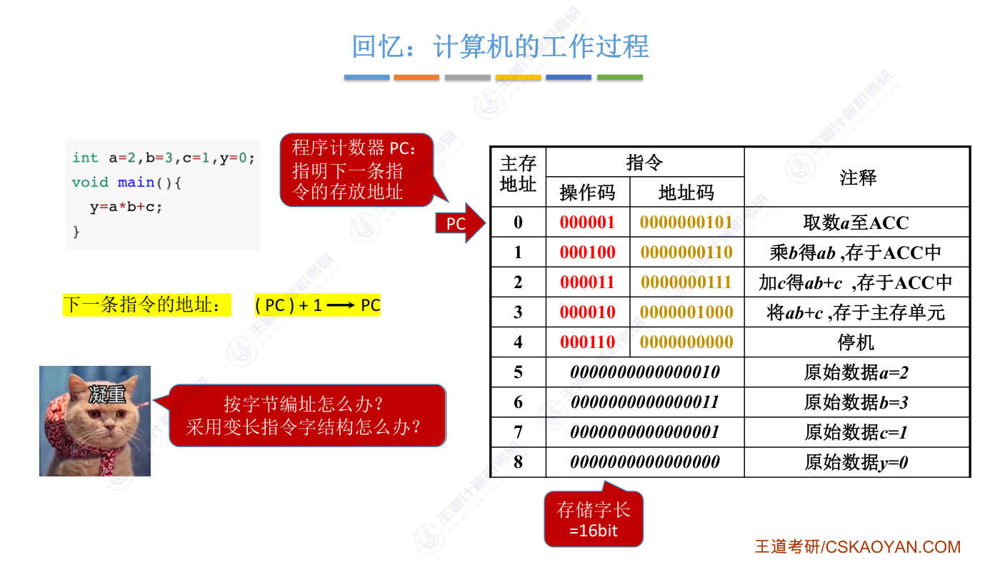 回忆：计算机的工作过程
int a=2,b=3,c=1,y=0;
void main(){
y=a*b+c;
}
程序计数器 PC：
指明下一条指
令的存放地址
PC
下一条指令的地址：
( PC ) + 1 → PC
凝重
按字节编址怎么办？
采用变长指令字结构怎么办？
主存
地址
指令
注释
操作码 地址码
0 000001 0000000101 取数a至ACC
1 000100 0000000110 乘b得ab ,存于ACC中
2 000011 0000000111 加c得ab+c ,存于ACC中
3 000010 0000001000 将ab+c ,存于主存单元
4 000110 0000000000 停机
5 0000000000000010 原始数据a=2
6 0000000000000011 原始数据b=3
7 0000000000000001 原始数据c=1
8 0000000000000000 原始数据y=0
存储字长
=16bit
王道考研/CSKAOYAN.COM